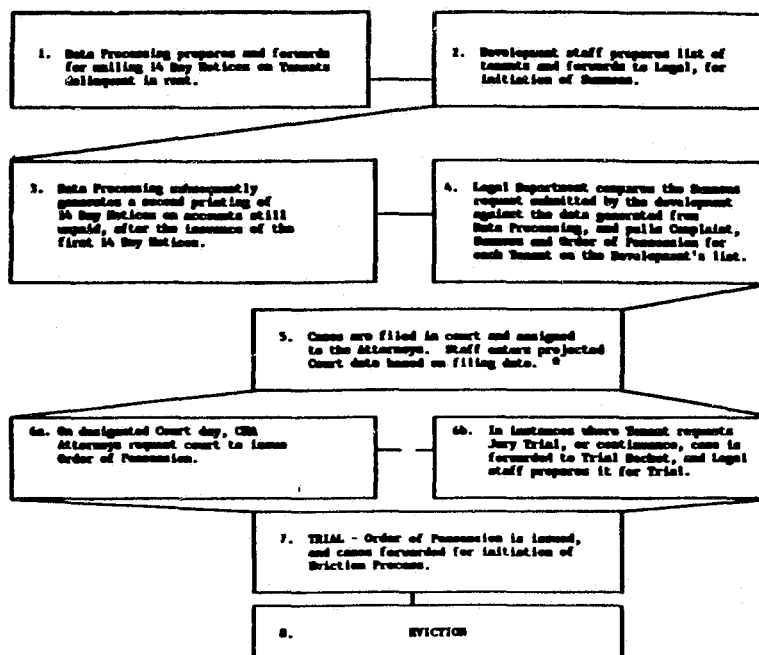 1. Data Processing prepares and forwards
for mailing 14 Day Notices on Tenants
delinquent in rent.
2. Development staff prepares list of
tenants and forwards to Legal, for
initiation of Summons.
3. Data Processing subsequently
generates a second printing of
14 Day Notices on accounts still
unpaid, after the issuance of the
first 14 Day Notices.
4. Legal Department compares the Summons
request submitted by the development
against the data generated from
Data Processing, and pulls Complaint,
Summons and Order of Possession for
each Tenant on the Development's list.
5. Cases are filed in court and assigned
to the Attorneys. Staff enters projected
Court date based on filing date. *
6a. On designated Court day, CHA
Attorneys request court to issue
Order of Possession.
6b. In instances where Tenant requests
Jury Trial, or continuance, case is
forwarded to Trial Docket, and Legal
staff prepares it for Trial.
7. TRIAL - Order of Possession is issued,
and cases forwarded for initiation of
Eviction Process.
8. EVICTION